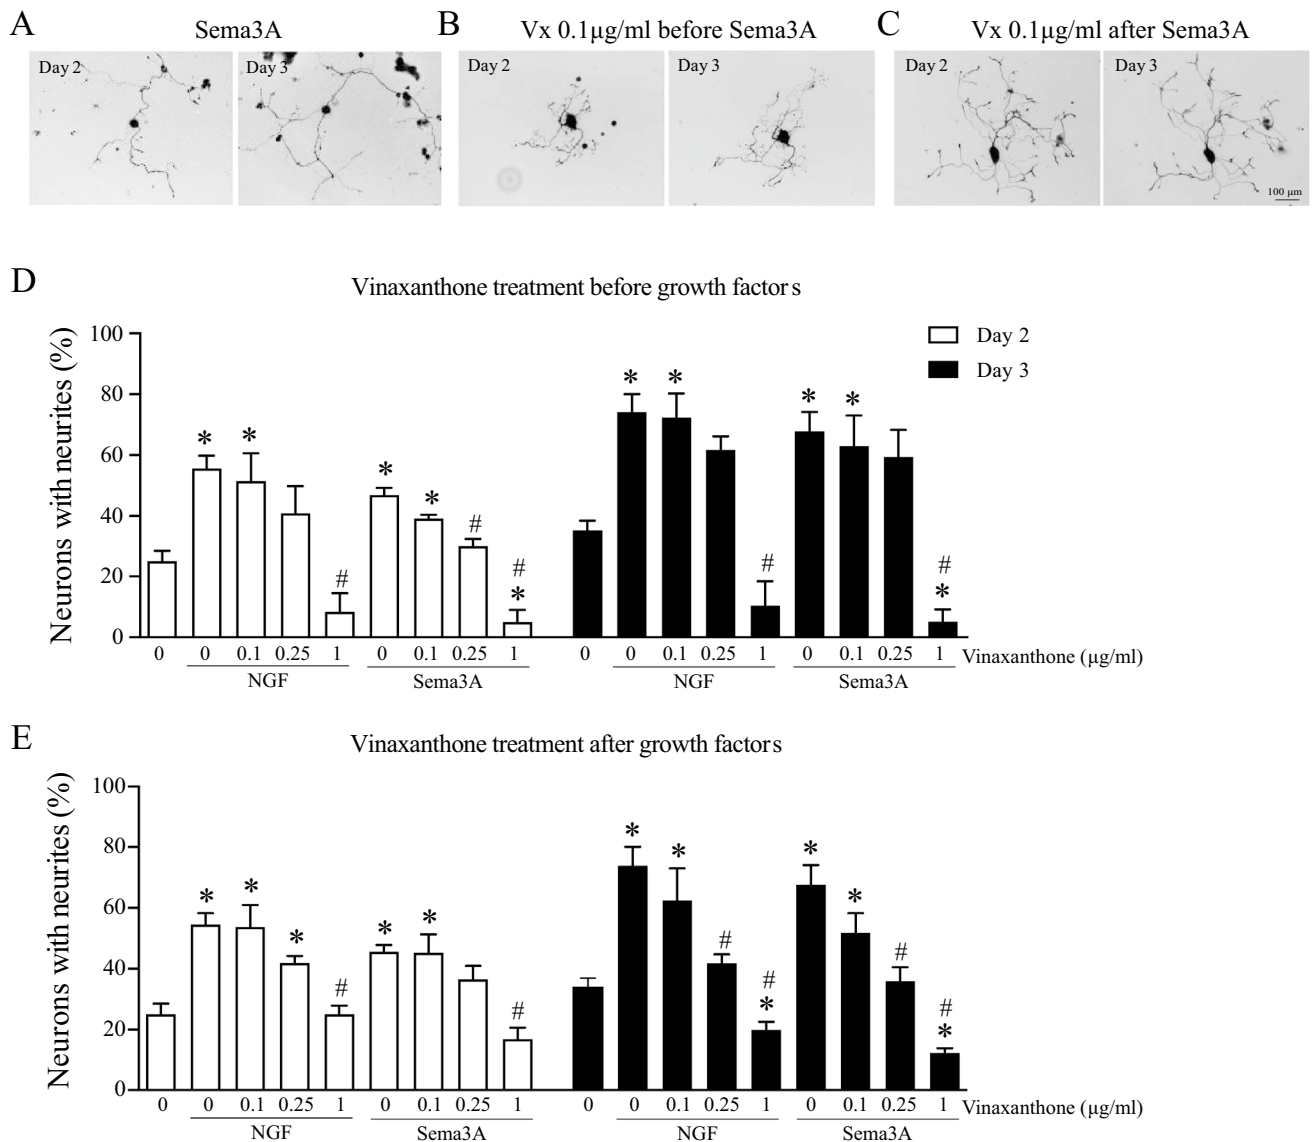 A Sema3A B Vx 0.1µg/ml before Sema3A C Vx 0.1µg/ml after Sema3A
Day 2 Day 3 Day 2 Day 3 Day 2 Day 3
100 µm
D Vinaxanthone treatment before growth factors
Neurons with neurites (%)
100
80
60
40
20
0
Day 2
Day 3
* * * * # # # * * * * * # # *
0 0 0.1 0.25 1 0 0.1 0.25 1 0 0 0.1 0.25 1 0 0.1 0.25 1 Vinaxanthone (µg/ml)
NGF Sema3A NGF Sema3A
E Vinaxanthone treatment after growth factors
Neurons with neurites (%)
100
80
60
40
20
0
* * * # * * # * * # # * * * # # *
0 0 0.1 0.25 1 0 0.1 0.25 1 0 0 0.1 0.25 1 0 0.1 0.25 1 Vinaxanthone (µg/ml)
NGF Sema3A NGF Sema3A